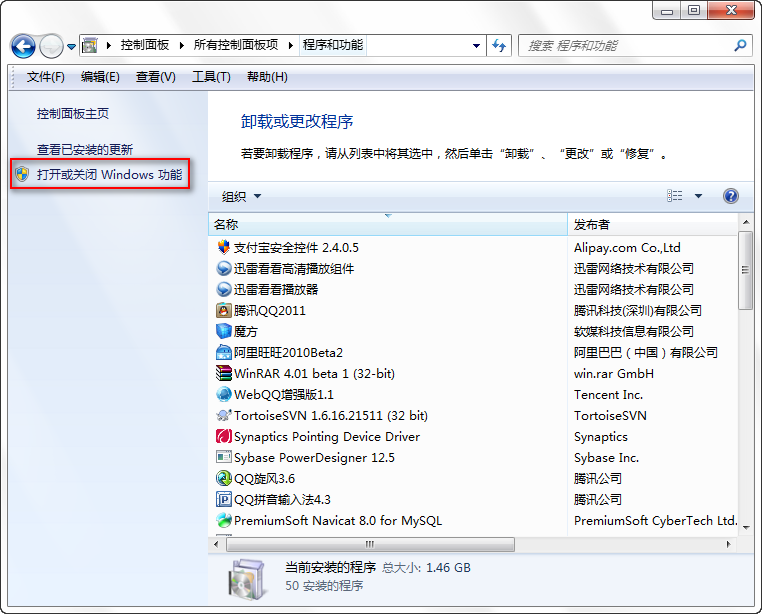 控制面板 所有控制面板项 程序和功能 搜索 程序和功能
文件(F) 编辑(E) 查看(V) 工具(T) 帮助(H)
控制面板主页
查看已安装的更新
打开或关闭 Windows 功能
卸载或更改程序
若要卸载程序，请从列表中将其选中，然后单击“卸载”、“更改”或“修复”。
组织
名称 发布者
支付宝安全控件 2.4.0.5 Alipay.com Co.,Ltd
迅雷看看高清播放组件 迅雷网络技术有限公司
迅雷看看播放器 迅雷网络技术有限公司
腾讯QQ2011 腾讯科技(深圳)有限公司
魔方 软媒科技信息有限公司
阿里旺旺2010Beta2 阿里巴巴（中国）有限公司
WinRAR 4.01 beta 1 (32-bit) win.rar GmbH
WebQQ增强版1.1 Tencent Inc.
TortoiseSVN 1.6.16.21511 (32 bit) TortoiseSVN
Synaptics Pointing Device Driver Synaptics
Sybase PowerDesigner 12.5 Sybase Inc.
QQ旋风3.6 腾讯公司
QQ拼音输入法4.3 腾讯公司
PremiumSoft Navicat 8.0 for MySQL PremiumSoft CyberTech Ltd.
当前安装的程序 总大小: 1.46 GB
50 安装的程序